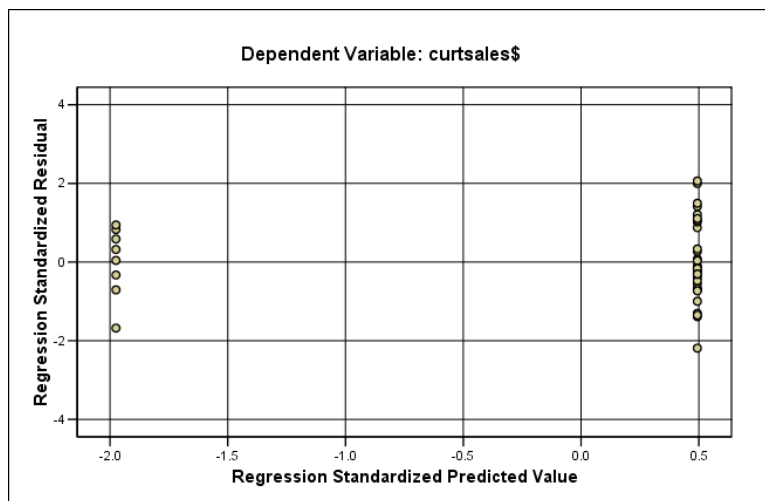 Dependent Variable: curtsales$
Regression Standardized Residual
4
2
0
-2
-4
-2.0 -1.5 -1.0 -0.5 0.0 0.5
Regression Standardized Predicted Value